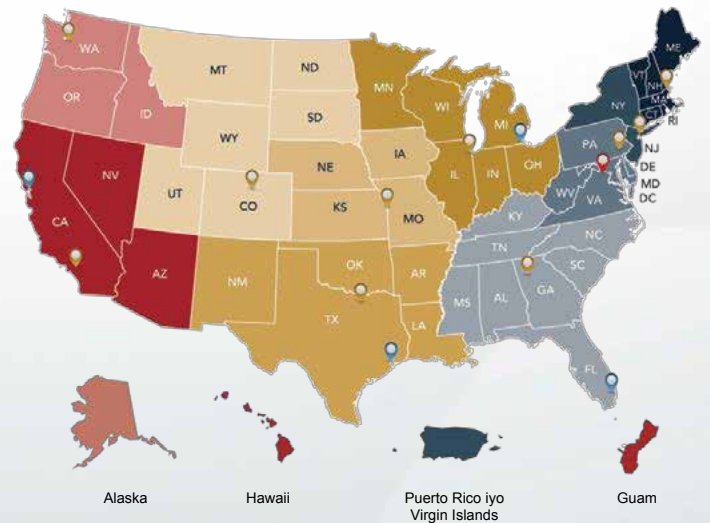 WA
MT
ND
MN
ME
VT
NH
MA
CT
RI
OR
ID
SD
WI
MI
NY
WY
IA
PA
NJ
NE
IL
IN
OH
DE
MD
DC
NV
UT
CO
KS
MO
WV
VA
KY
CA
AZ
NM
OK
AR
TN
NC
SC
TX
LA
MS
AL
GA
FL
Alaska
Hawaii
Puerto Rico iyo
Virgin Islands
Guam